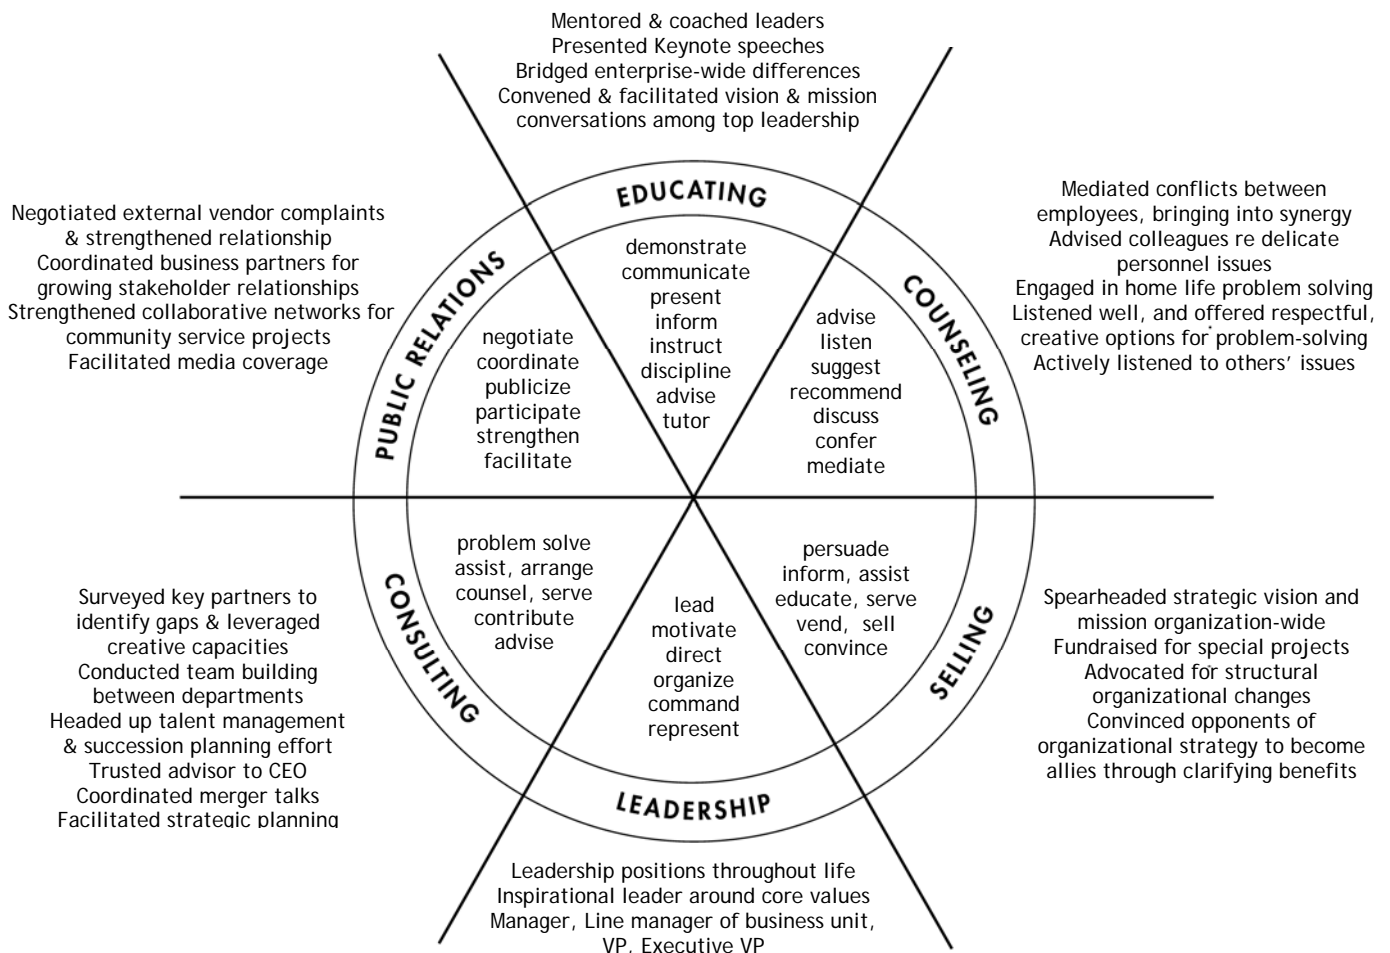 Mentored & coached leaders
Presented Keynote speeches
Bridged enterprise-wide differences
Convened & facilitated vision & mission
conversations among top leadership
EDUCATING
demonstrate
communicate
present
inform
instruct
discipline
advise
tutor
Mediated conflicts between
employees, bringing into synergy
Advised colleagues re delicate
personnel issues
Engaged in home life problem solving
Listened well, and offered respectful,
creative options for problem-solving
Actively listened to others’ issues
COUNSELING
advise
listen
suggest
recommend
discuss
confer
mediate
Negotiated external vendor complaints
& strengthened relationship
Coordinated business partners for
growing stakeholder relationships
Strengthened collaborative networks for
community service projects
Facilitated media coverage
PUBLIC RELATIONS
negotiate
coordinate
publicize
participate
strengthen
facilitate
Surveyed key partners to
identify gaps & leveraged
creative capacities
Conducted team building
between departments
Headed up talent management
& succession planning effort
Trusted advisor to CEO
Coordinated merger talks
Facilitated strategic planning
CONSULTING
problem solve
assist, arrange
counsel, serve
contribute
advise
lead
motivate
direct
organize
command
represent
LEADERSHIP
Leadership positions throughout life
Inspirational leader around core values
Manager, Line manager of business unit,
VP, Executive VP
persuade
inform, assist
educate, serve
vend, sell
convince
SELLING
Spearheaded strategic vision and
mission organization-wide
Fundraised for special projects
Advocated for structural
organizational changes
Convinced opponents of
organizational strategy to become
allies through clarifying benefits